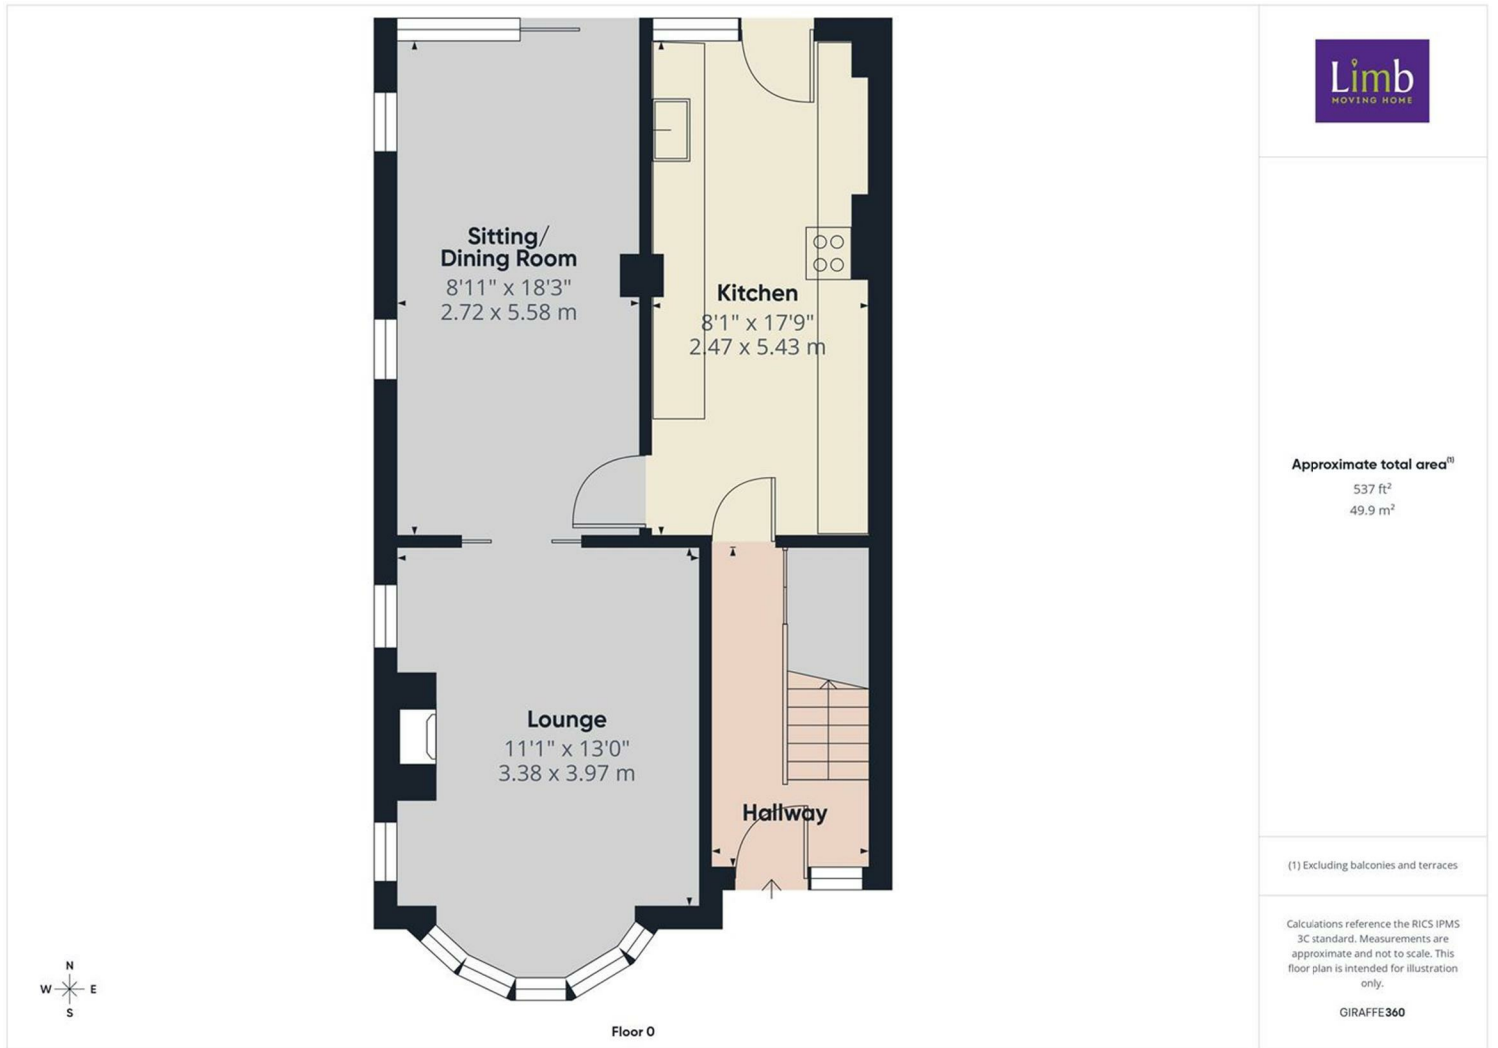 Sitting/
Dining Room
8'11" x 18'3"
2.72 x 5.58 m
Kitchen
8'1" x 17'9"
2.47 x 5.43 m
Lounge
11'1" x 13'0"
3.38 x 3.97 m
Hallway
N
W E
S
Floor 0
Limb
MOVING HOME
Approximate total area(1)
537 ft²
49.9 m²
(1) Excluding balconies and terraces
Calculations reference the RICS IPMS
3C standard. Measurements are
approximate and not to scale. This
floor plan is intended for illustration
only.
GIRAFFE360